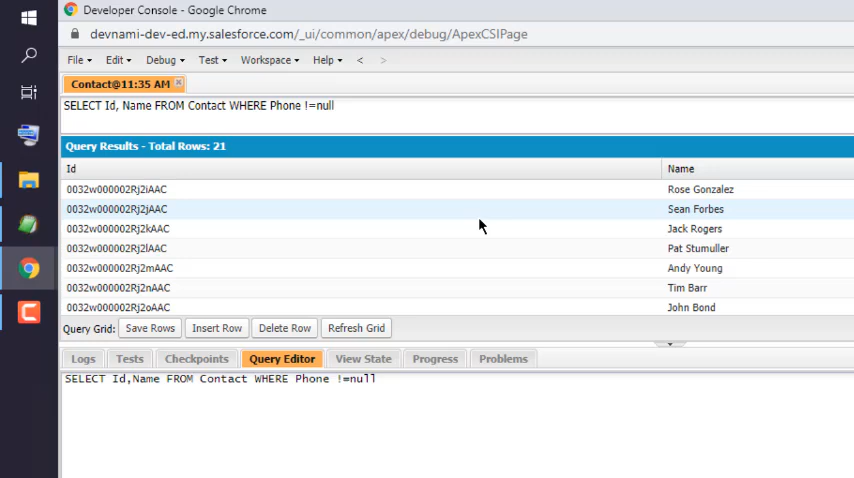 Developer Console - Google Chrome
devnami-dev-ed.my.salesforce.com/_ui/common/apex/debug/ApexCSIPage
File Edit Debug Test Workspace Help < >
Contact@11:35 AM
SELECT Id, Name FROM Contact WHERE Phone !=null
Query Results - Total Rows: 21
Id Name
0032w000002Rj2iAAC Rose Gonzalez
0032w000002Rj2jAAC Sean Forbes
0032w000002Rj2kAAC Jack Rogers
0032w000002Rj2lAAC Pat Stumuller
0032w000002Rj2mAAC Andy Young
0032w000002Rj2nAAC Tim Barr
0032w000002Rj2oAAC John Bond
Query Grid: Save Rows Insert Row Delete Row Refresh Grid
Logs Tests Checkpoints Query Editor View State Progress Problems
SELECT Id,Name FROM Contact WHERE Phone !=null